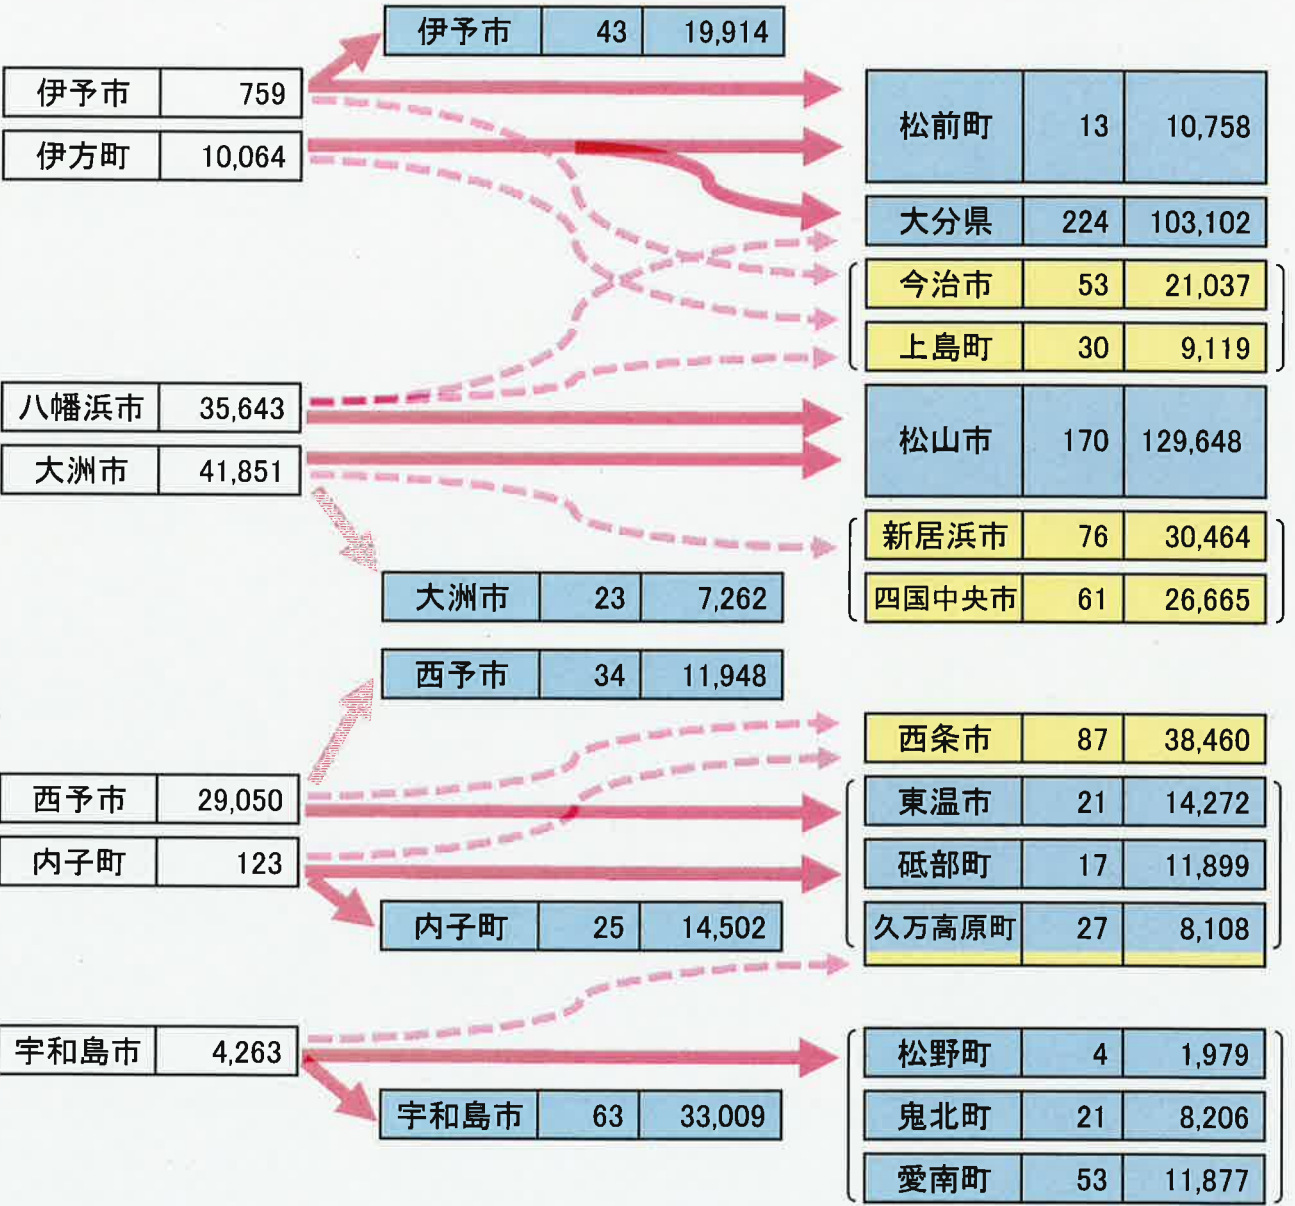 伊予市 43 19,914
伊予市 759
伊方町 10,064
松前町 13 10,758
大分県 224 103,102
今治市 53 21,037
上島町 30 9,119
八幡浜市 35,643
大洲市 41,851
松山市 170 129,648
新居浜市 76 30,464
四国中央市 61 26,665
大洲市 23 7,262
西予市 34 11,948
西条市 87 38,460
西予市 29,050
東温市 21 14,272
内子町 123
砥部町 17 11,899
内子町 25 14,502
久万高原町 27 8,108
宇和島市 4,263
松野町 4 1,979
宇和島市 63 33,009
鬼北町 21 8,206
愛南町 53 11,877